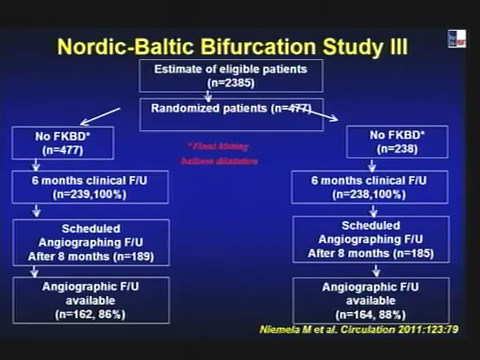 Nordic-Baltic Bifurcation Study III
Estimate of eligible patients
(n=2385)
Randomized patients (n=477)
No FKBD*
(n=477)
No FKBD*
(n=238)
*Final kissing
balloon dilatation
6 months clinical F/U
(n=239,100%)
6 months clinical F/U
(n=238,100%)
Scheduled
Angiographing F/U
After 8 months (n=189)
Scheduled
Angiographing F/U
After 8 months (n=185)
Angiographic F/U
available
(n=162, 86%)
Angiographic F/U
available
(n=164, 88%)
Niemela M et al. Circulation 2011:123:79